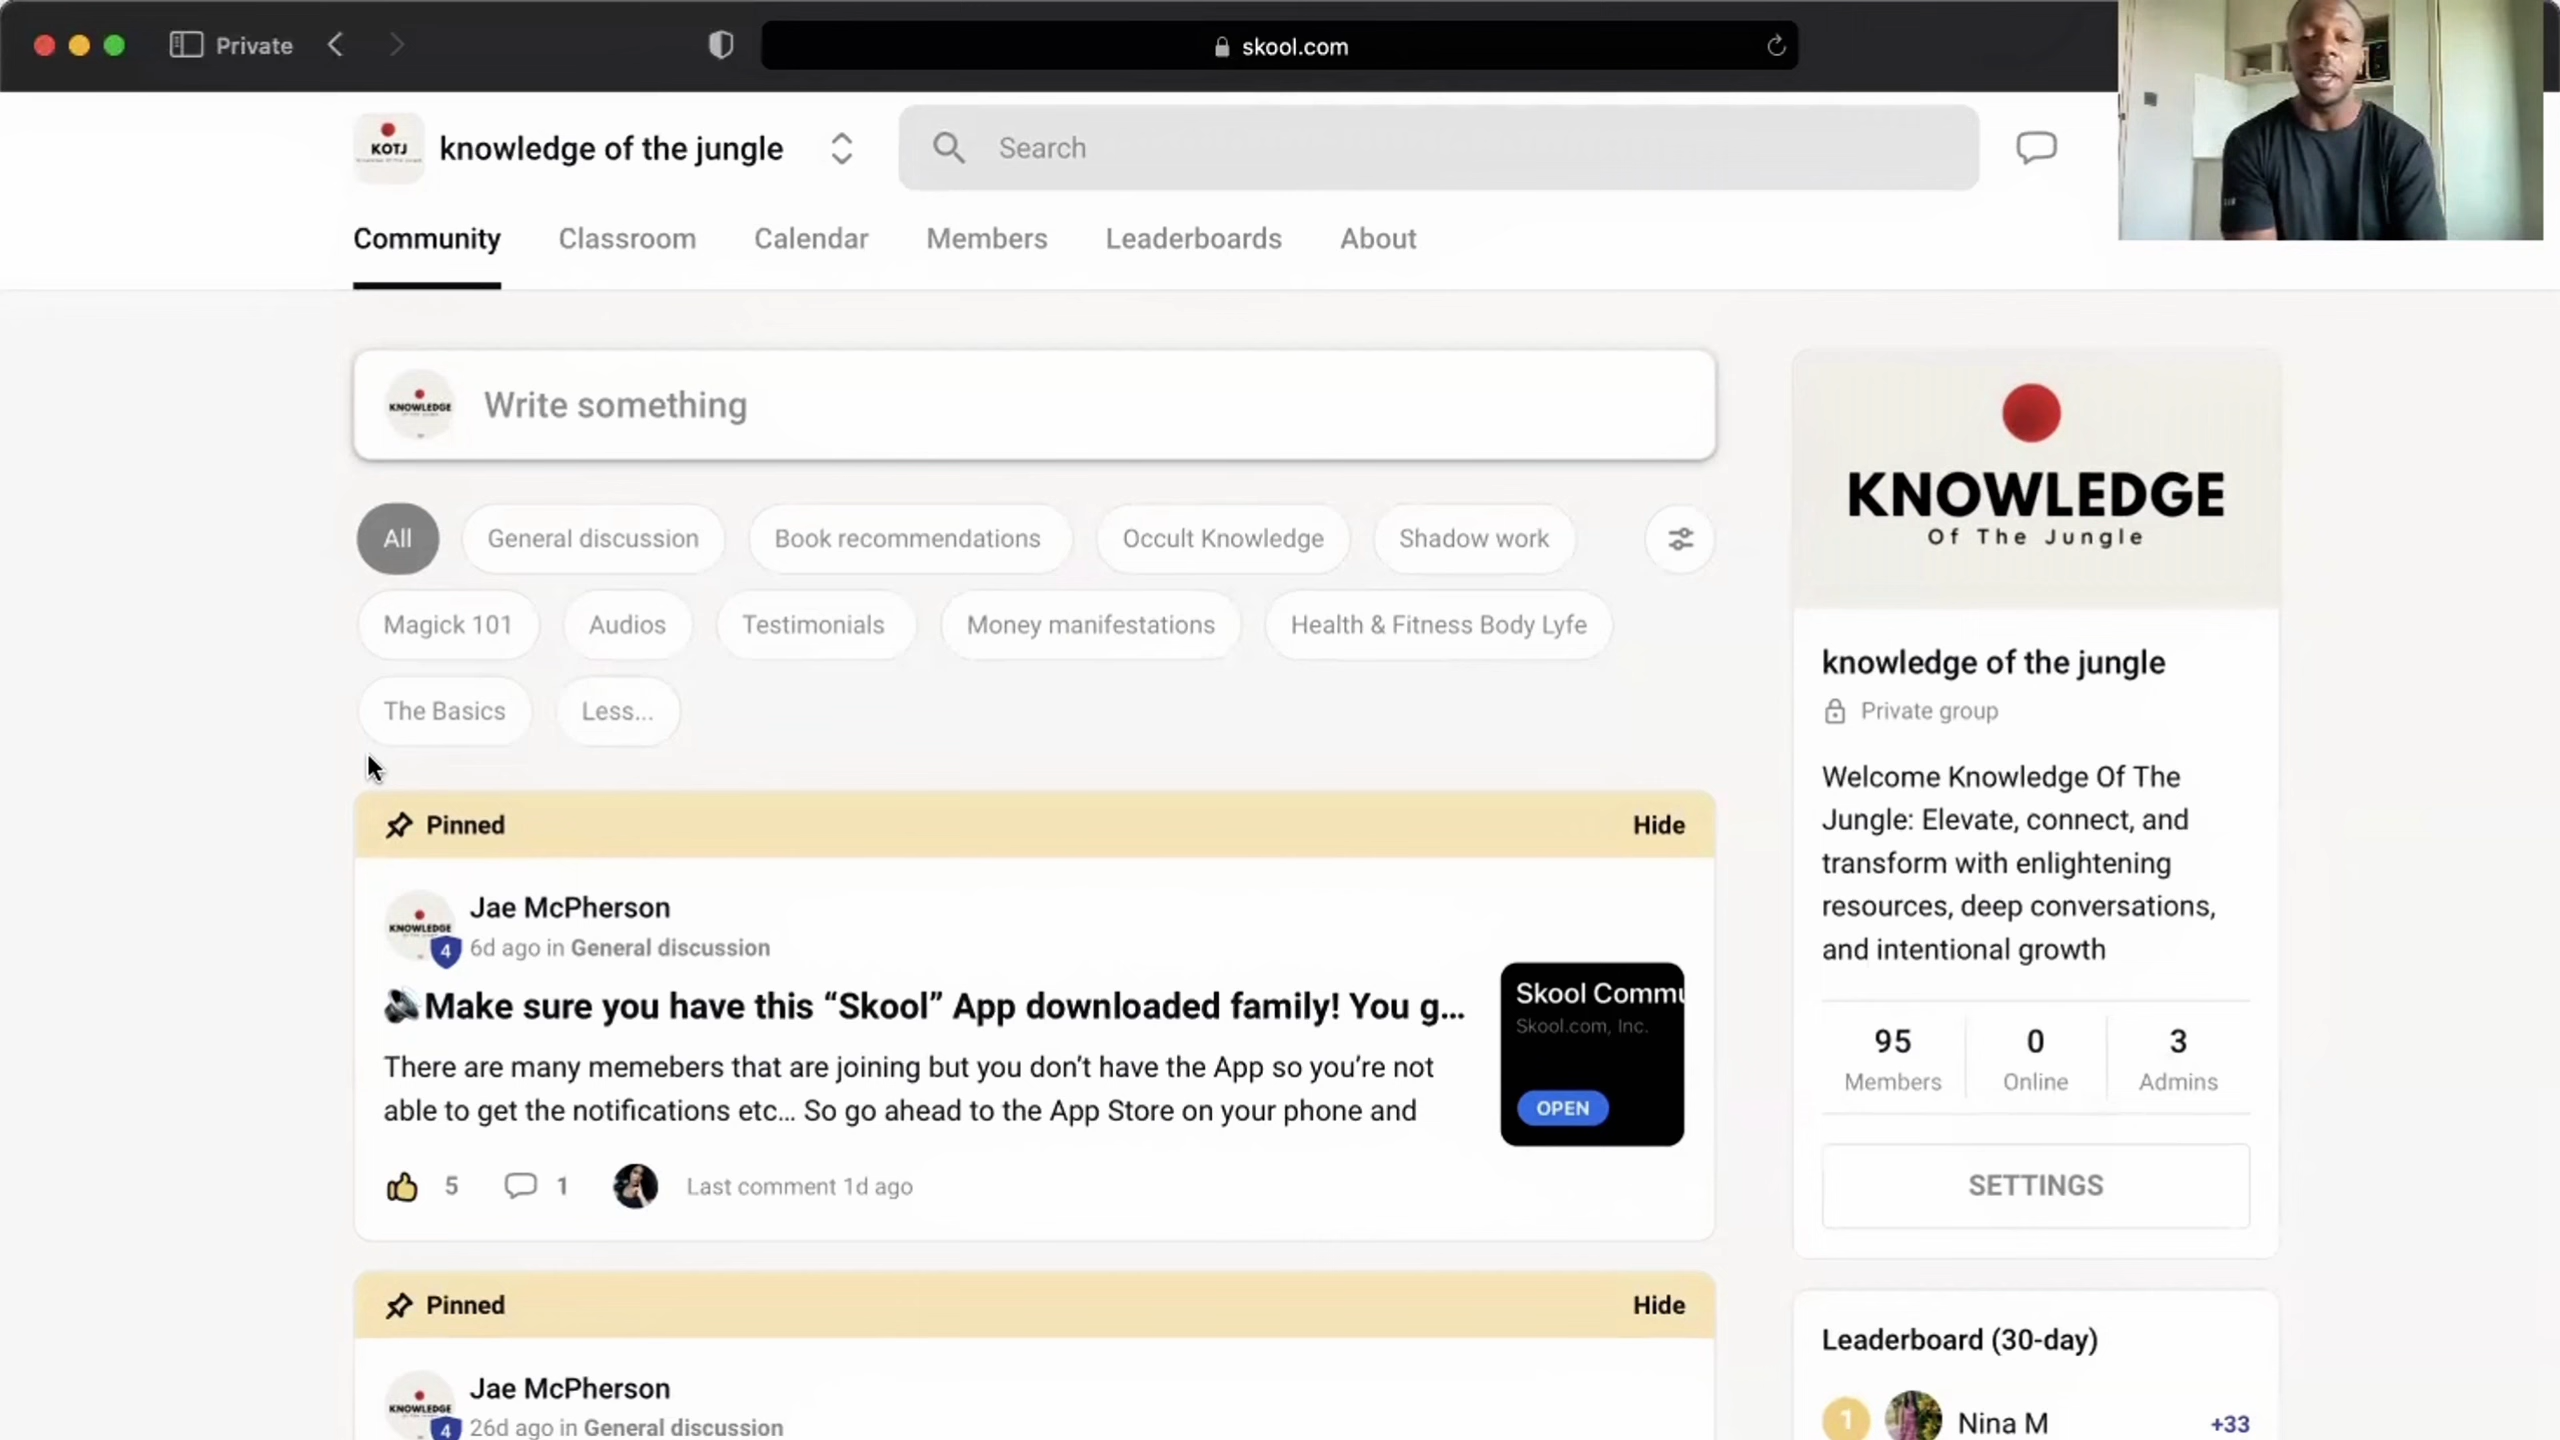 Private
skool.com
KOTJ
knowledge of the jungle
Search
Community
Classroom
Calendar
Members
Leaderboards
About
KNOWLEDGE
Write something
All
General discussion
Book recommendations
Occult Knowledge
Shadow work
Magick 101
Audios
Testimonials
Money manifestations
Health & Fitness Body Lyfe
The Basics
Less...
Pinned
Hide
KNOWLEDGE
4
Jae McPherson
6d ago in General discussion
Make sure you have this “Skool” App downloaded family! You g...
There are many memebers that are joining but you don’t have the App so you’re not
able to get the notifications etc... So go ahead to the App Store on your phone and
Skool Commu
Skool.com, Inc.
OPEN
5
1
Last comment 1d ago
Pinned
Hide
KNOWLEDGE
4
Jae McPherson
26d ago in General discussion
KNOWLEDGE
Of The Jungle
knowledge of the jungle
Private group
Welcome Knowledge Of The
Jungle: Elevate, connect, and
transform with enlightening
resources, deep conversations,
and intentional growth
95
Members
0
Online
3
Admins
SETTINGS
Leaderboard (30-day)
1
Nina M
+33